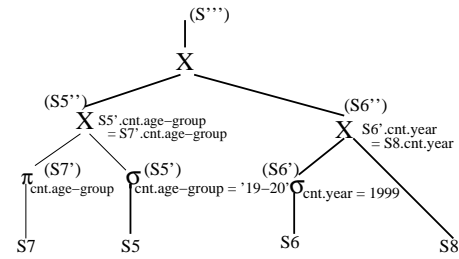 (S''')
X
(S5'')
(S6'')
X S5'.cnt.age−group
= S7'.cnt.age−group
X S6'.cnt.year
= S8.cnt.year
π (S7')
cnt.age−group
σ (S5')
cnt.age−group = '19−20'
(S6')
σ cnt.year = 1999
S7
S5
S6
S8